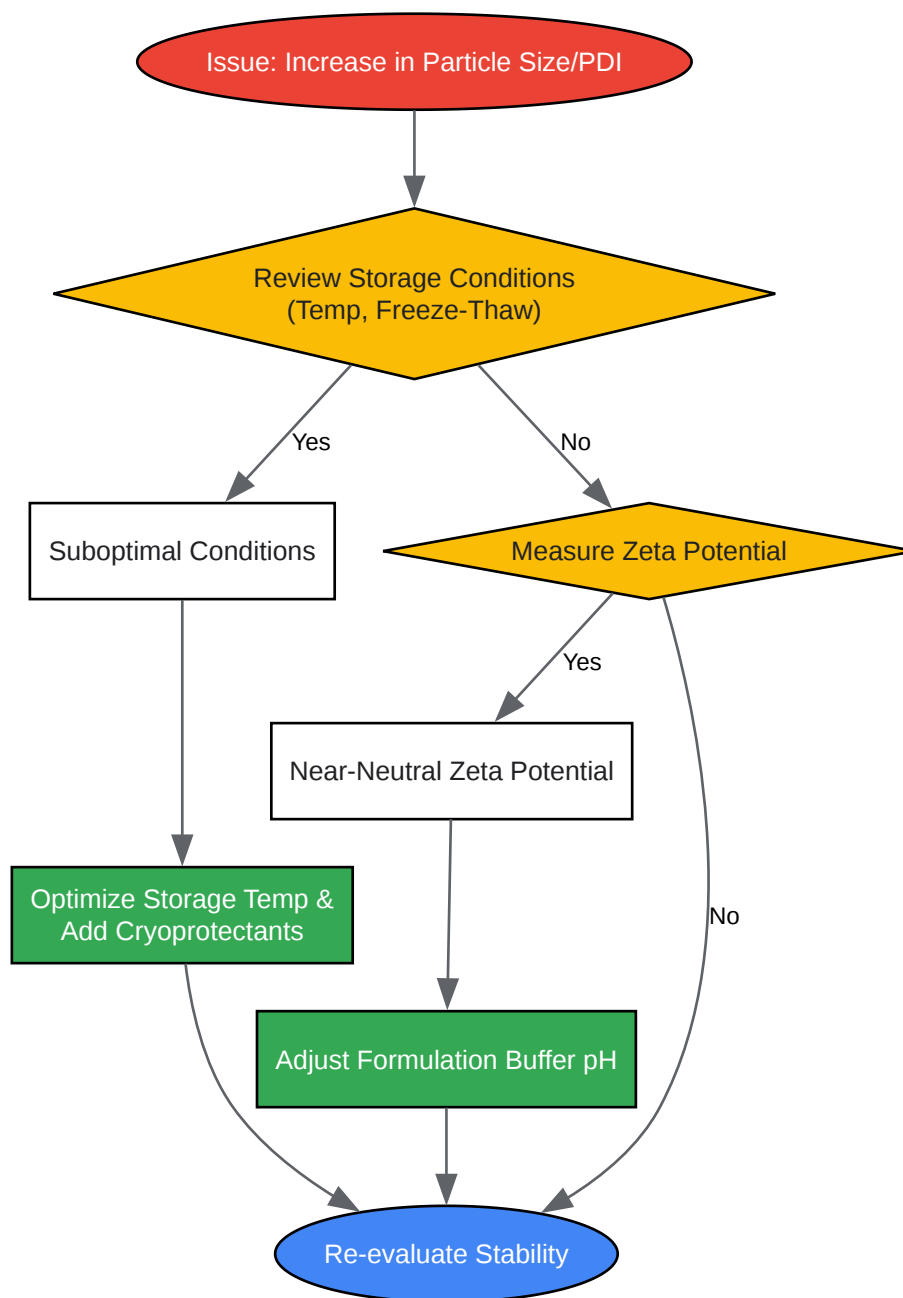 Issue: Increase in Particle Size/PDI
Review Storage Conditions
(Temp, Freeze-Thaw)
Yes
No
Suboptimal Conditions
Measure Zeta Potential
Yes
Near-Neutral Zeta Potential
Optimize Storage Temp &
Add Cryoprotectants
No
Adjust Formulation Buffer pH
Re-evaluate Stability